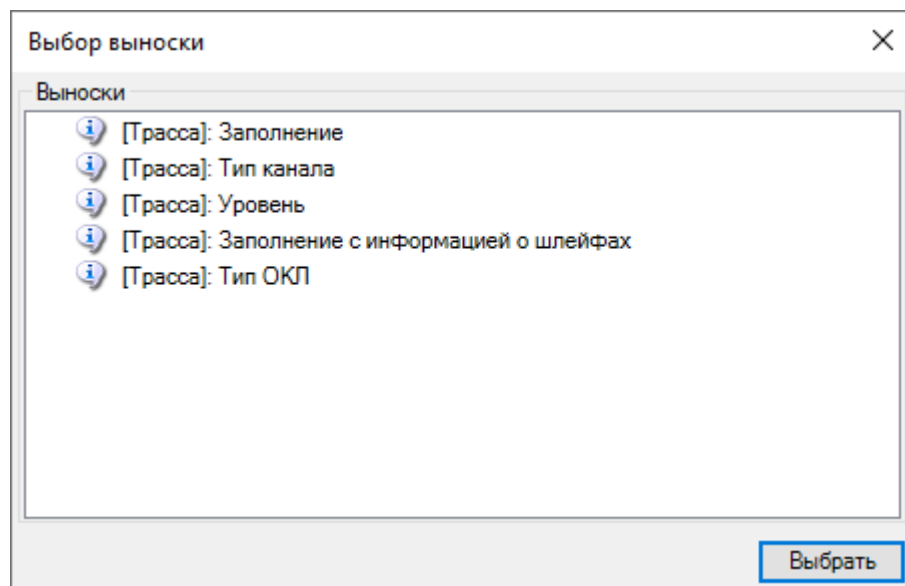 Выбор выноски
Выноски
[Трасса]: Заполнение
[Трасса]: Тип канала
[Трасса]: Уровень
[Трасса]: Заполнение с информацией о шлейфах
[Трасса]: Тип ОКЛ
Выбрать